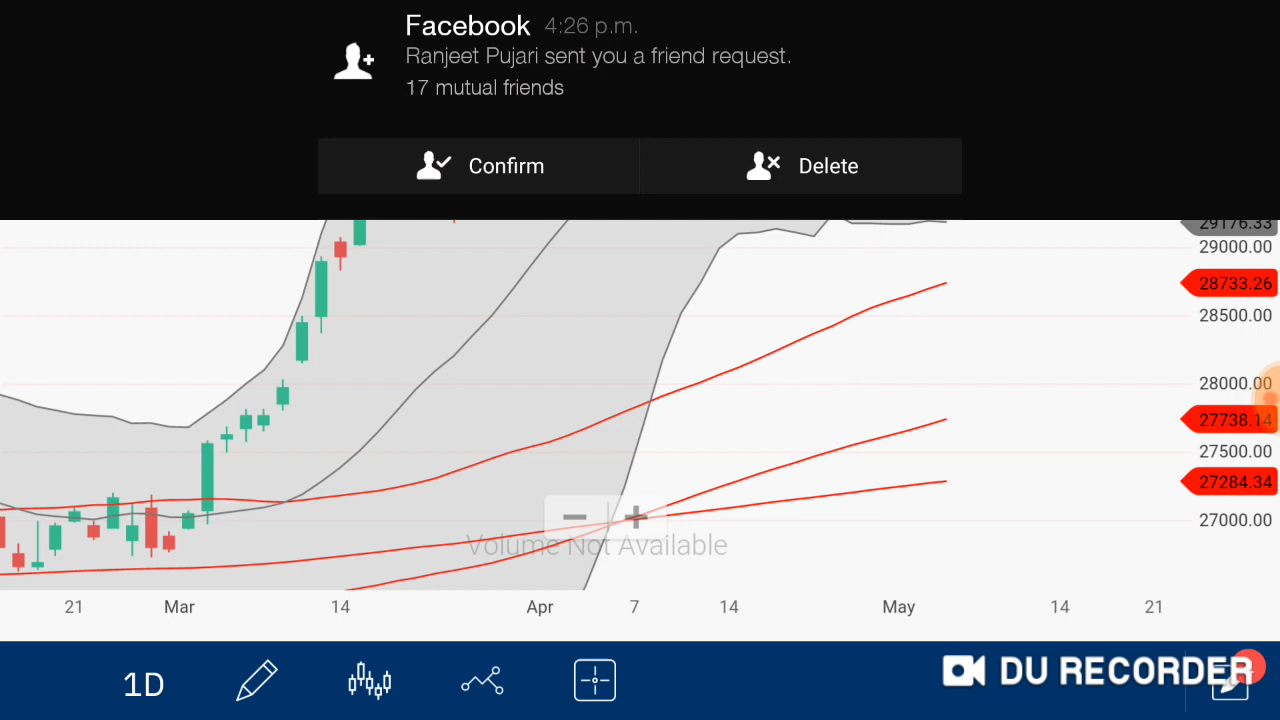 Facebook 4:26 p.m.
Ranjeet Pujari sent you a friend request.
17 mutual friends
Confirm
Delete
29176.33
29000.00
28733.26
28500.00
28000.00
27738.14
27500.00
27284.34
27000.00
Volume Not Available
21 Mar 14 Apr 7 14 May 14 21
1D
DU RECORDER